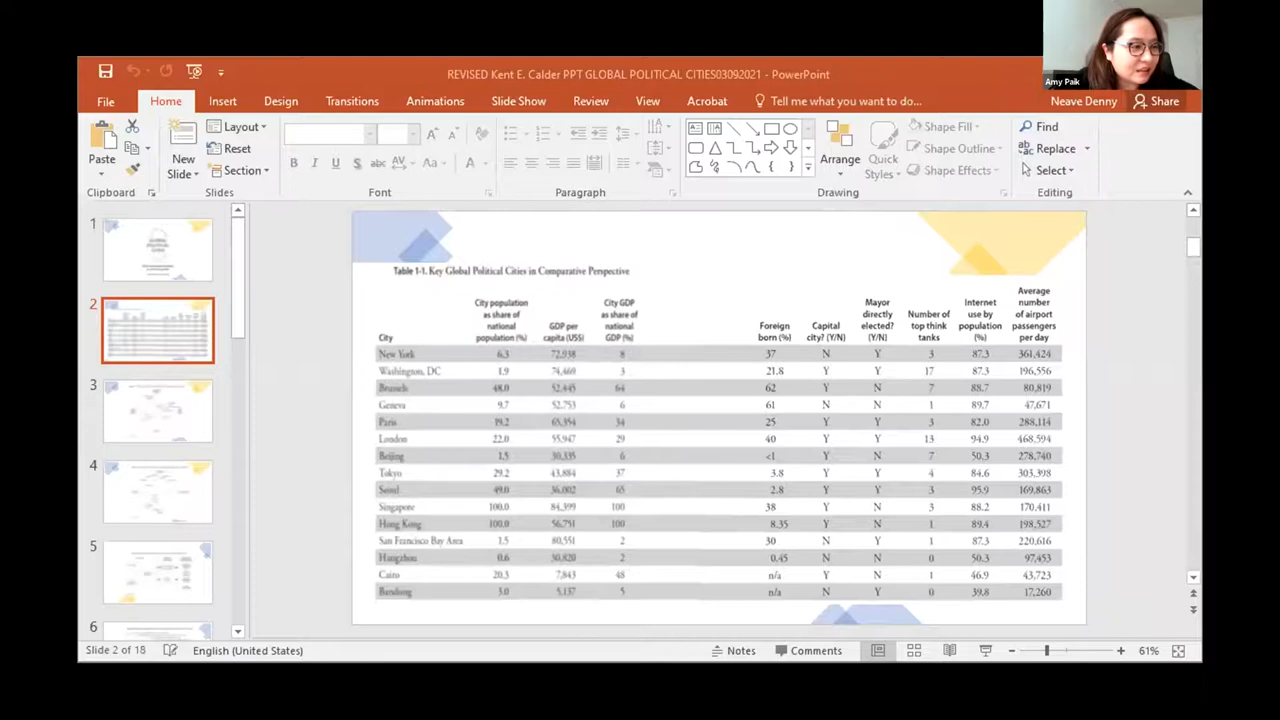 Amy Paik
REVISED Kent E. Calder PPT GLOBAL POLITICAL CITIES03092021 - PowerPoint
File Home Insert Design Transitions Animations Slide Show Review View Acrobat Tell me what you want to do... Neave Denny Share
Paste
Clipboard
New
Slide
Layout
Reset
Section
Slides
B I U S abc AV Aa A
Font
Paragraph
Arrange
Quick
Styles
Shape Fill
Shape Outline
Shape Effects
Drawing
Find
Replace
Select
Editing
1
2
3
4
5
6
Table 1-1. Key Global Political Cities in Comparative Perspective
City
City population
as share of
national
population (%)
GDP per
capita (US$)
City GDP
as share of
national
GDP (%)
Foreign
born (%)
Capital
city? (Y/N)
Mayor
directly
elected?
(Y/N)
Number of
top think
tanks
Internet
use by
population
(%)
Average
number
of airport
passengers
per day
New York 6.3 72,938 8 37 N Y 3 87.3 361,424
Washington, DC 1.9 74,469 3 21.8 Y Y 17 87.3 196,556
Brussels 48.0 52,445 64 62 Y N 7 88.7 80,819
Geneva 9.7 52,753 6 61 N N 1 89.7 47,671
Paris 19.2 65,354 34 25 Y Y 3 82.0 288,114
London 22.0 55,947 29 40 Y Y 13 94.9 468,594
Beijing 1.5 30,335 6 <1 Y N 7 50.3 278,740
Tokyo 29.2 43,884 37 3.8 Y Y 4 84.6 303,398
Seoul 49.0 36,002 65 2.8 Y Y 3 95.9 169,863
Singapore 100.0 84,399 100 38 Y N 3 88.2 170,411
Hong Kong 100.0 56,751 100 8.35 Y N 1 89.4 198,527
San Francisco Bay Area 1.5 80,551 2 30 N Y 1 87.3 220,616
Hangzhou 0.6 30,820 2 0.45 N N 0 50.3 97,453
Cairo 20.3 7,843 48 n/a Y N 1 46.9 43,723
Bandung 3.0 5,137 5 n/a N Y 0 39.8 17,260
Slide 2 of 18 English (United States) Notes Comments 61%